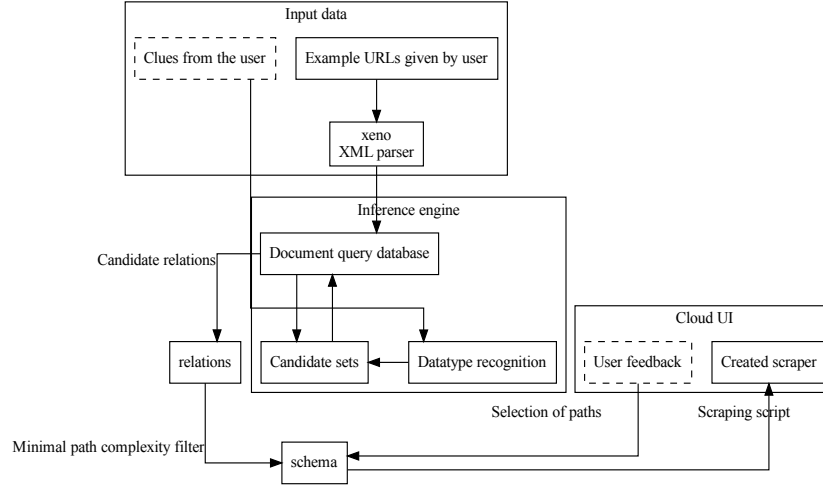 Input data
Clues from the user
Example URLs given by user
xeno
XML parser
Inference engine
Document query database
Candidate relations
Cloud UI
relations
Candidate sets
Datatype recognition
User feedback
Created scraper
Selection of paths
Scraping script
Minimal path complexity filter
schema